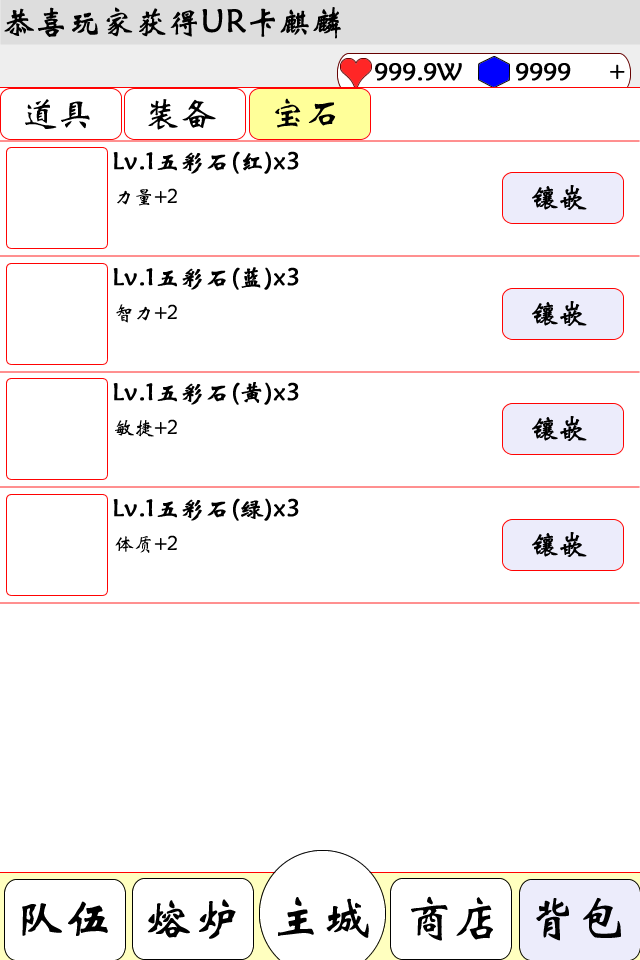 恭喜玩家获得UR卡麒麟
999.9W 9999 +
道具 装备 宝石
Lv.1五彩石(红)x3
力量+2
镶嵌
Lv.1五彩石(蓝)x3
智力+2
镶嵌
Lv.1五彩石(黄)x3
敏捷+2
镶嵌
Lv.1五彩石(绿)x3
体质+2
镶嵌
队伍 熔炉 主城 商店 背包